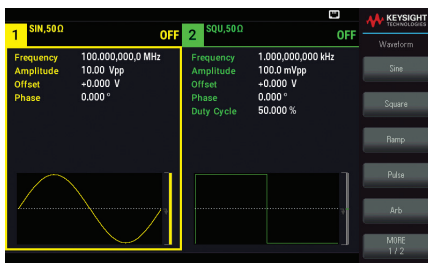 KEYSIGHT
TECHNOLOGIES
1 SIN,50Ω OFF
Frequency 100.000,000,0 MHz
Amplitude 10.00 Vpp
Offset +0.000 V
Phase 0.000 °
2 SQU,50Ω OFF
Frequency 1.000,000,000 kHz
Amplitude 100.0 mVpp
Offset +0.000 V
Phase 0.000 °
Duty Cycle 50.000 %
Waveform
Sine
Square
Ramp
Pulse
Arb
MORE
1 / 2